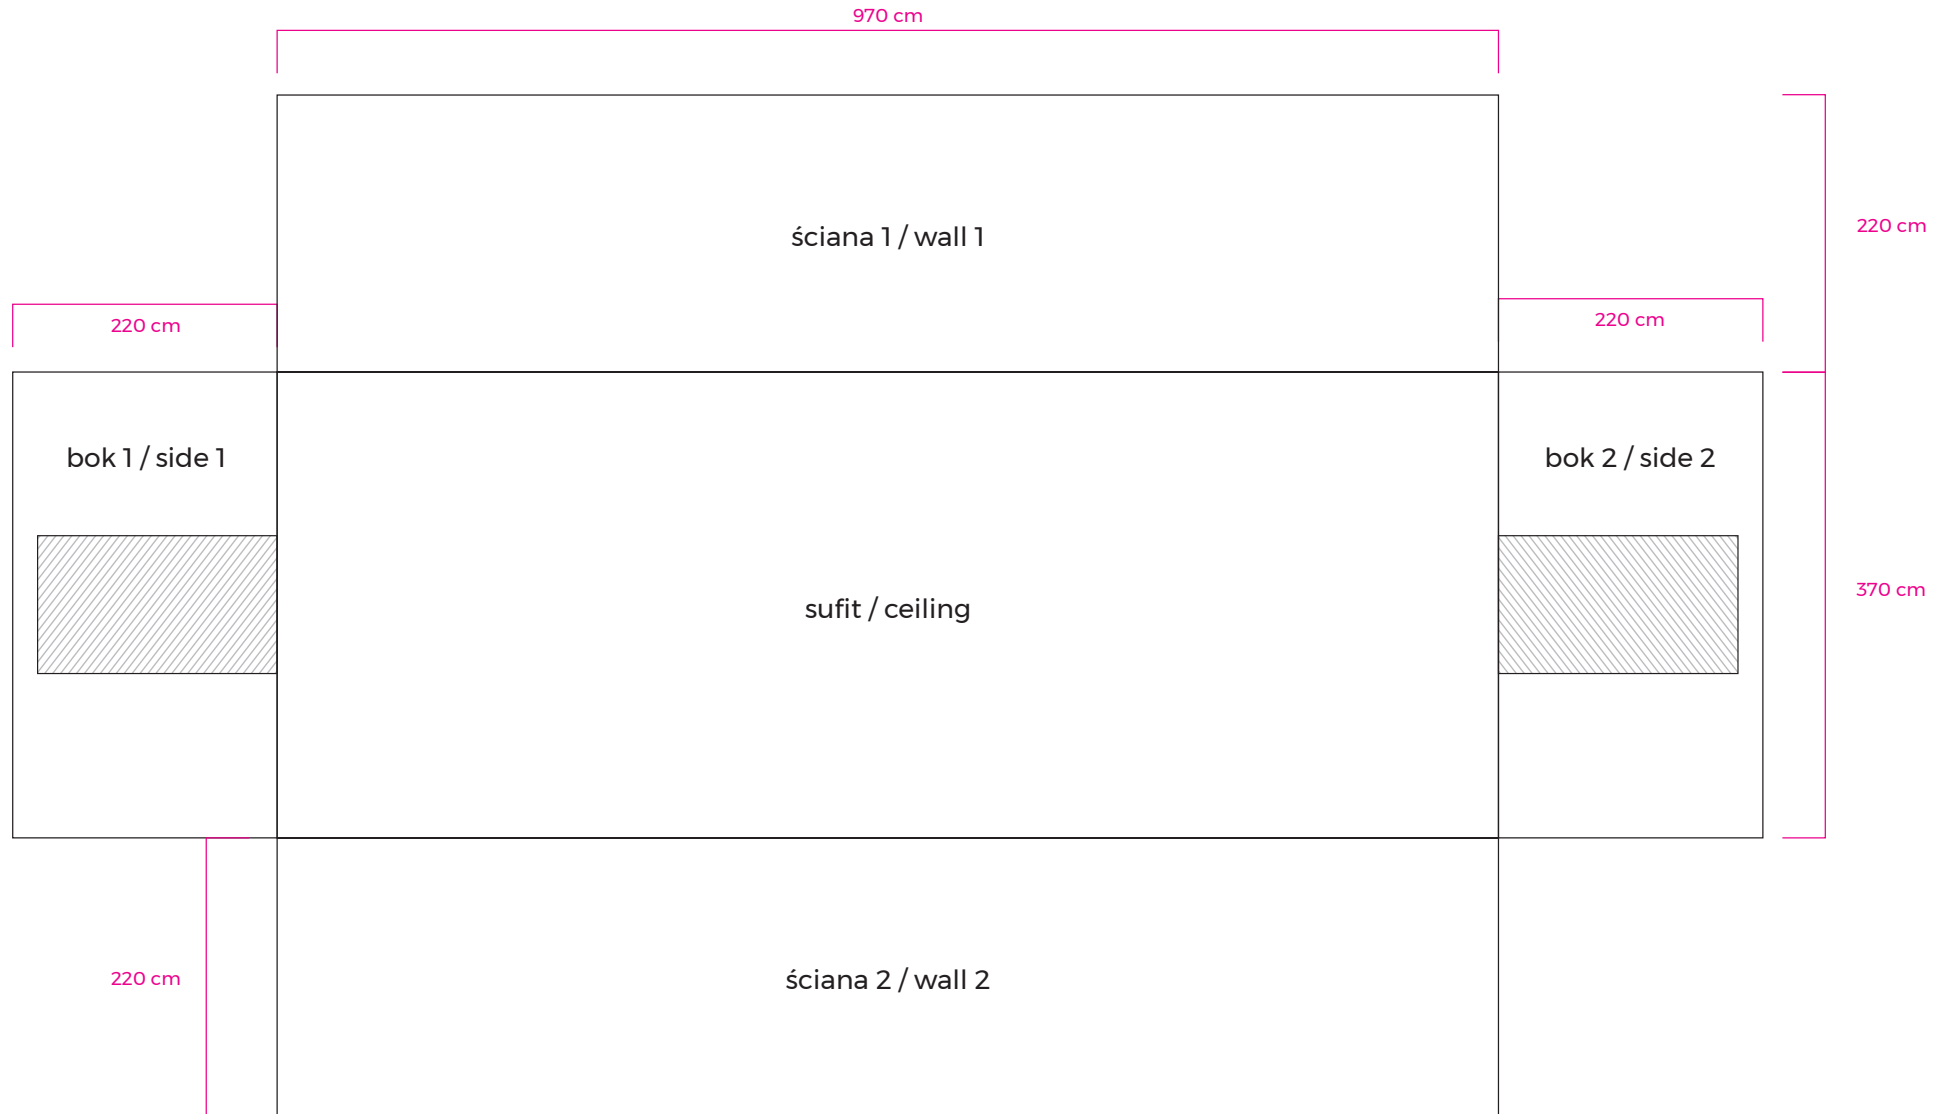 970 cm
ściana 1 / wall 1
220 cm
220 cm
220 cm
bok 1 / side 1
bok 2 / side 2
sufit / ceiling
370 cm
220 cm
ściana 2 / wall 2